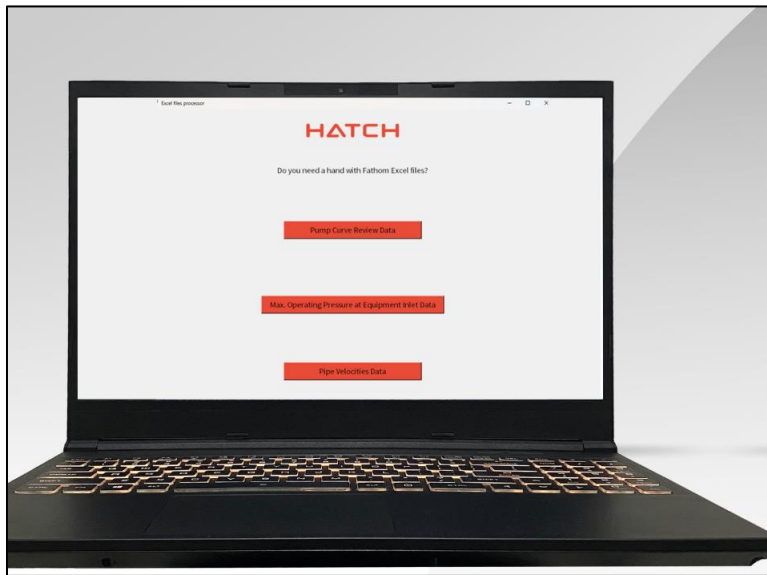 Excel files processor
HATCH
Do you need a hand with Fathom Excel files?
Pump Curve Review Data
Max. Operating Pressure at Equipment Inlet Data
Pipe Velocities Data